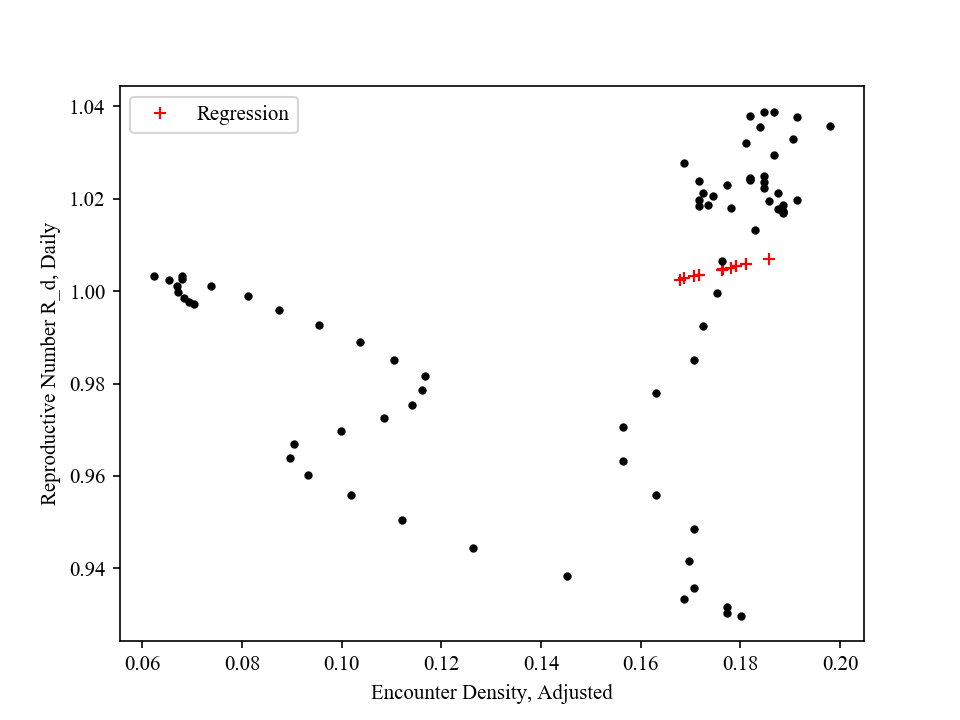 Regression
1.04
1.02
1.00
0.98
0.96
0.94
Reproductive Number R_d, Daily
0.06 0.08 0.10 0.12 0.14 0.16 0.18 0.20
Encounter Density, Adjusted